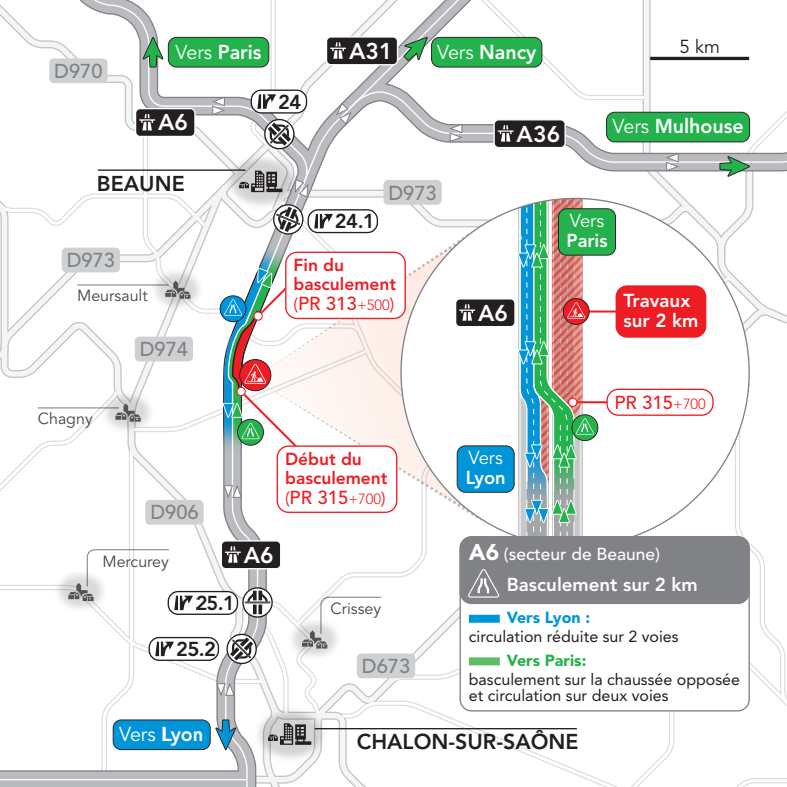 Vers Paris
A31
Vers Nancy
5 km
D970
24
A6
A36
Vers Mulhouse
BEAUNE
D973
24.1
Vers
Paris
D973
Fin du
basculement
(PR 313+500)
Meursault
A6
Travaux
sur 2 km
D974
PR 315+700
Chagny
Début du
basculement
(PR 315+700)
Vers
Lyon
D906
A6
A6 (secteur de Beaune)
Basculement sur 2 km
Mercurey
25.1
Crissey
Vers Lyon :
circulation réduite sur 2 voies
25.2
Vers Paris:
D673
basculement sur la chaussée opposée
et circulation sur deux voies
Vers Lyon
CHALON-SUR-SAÔNE